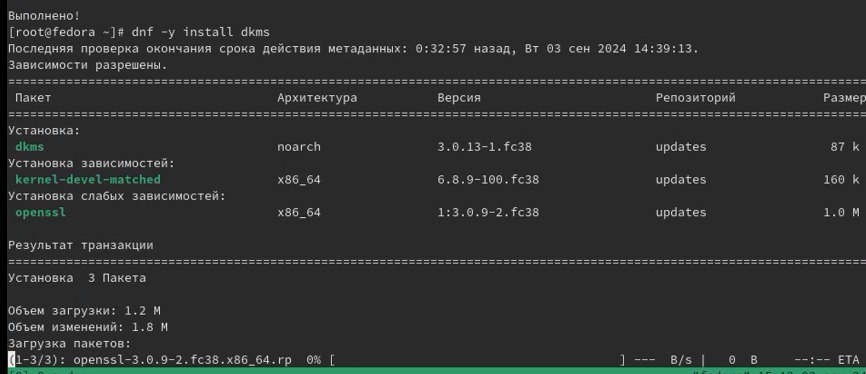 Выполнено!
[root@fedora ~]# dnf -y install dkms
Последняя проверка окончания срока действия метаданных: 0:32:57 назад, Вт 03 сен 2024 14:39:13.
Зависимости разрешены.
================================================================================
Пакет Архитектура Версия Репозиторий Размер
================================================================================
Установка:
dkms noarch 3.0.13-1.fc38 updates 87 k
Установка зависимостей:
kernel-devel-matched x86_64 6.8.9-100.fc38 updates 160 k
Установка слабых зависимостей:
openssl x86_64 1:3.0.9-2.fc38 updates 1.0 M
Результат транзакции
================================================================================
Установка 3 Пакета
Объем загрузки: 1.2 M
Объем изменений: 1.8 M
Загрузка пакетов:
(1-3/3): openssl-3.0.9-2.fc38.x86_64.rp 0% [ ] --- B/s | 0 B --:-- ETA